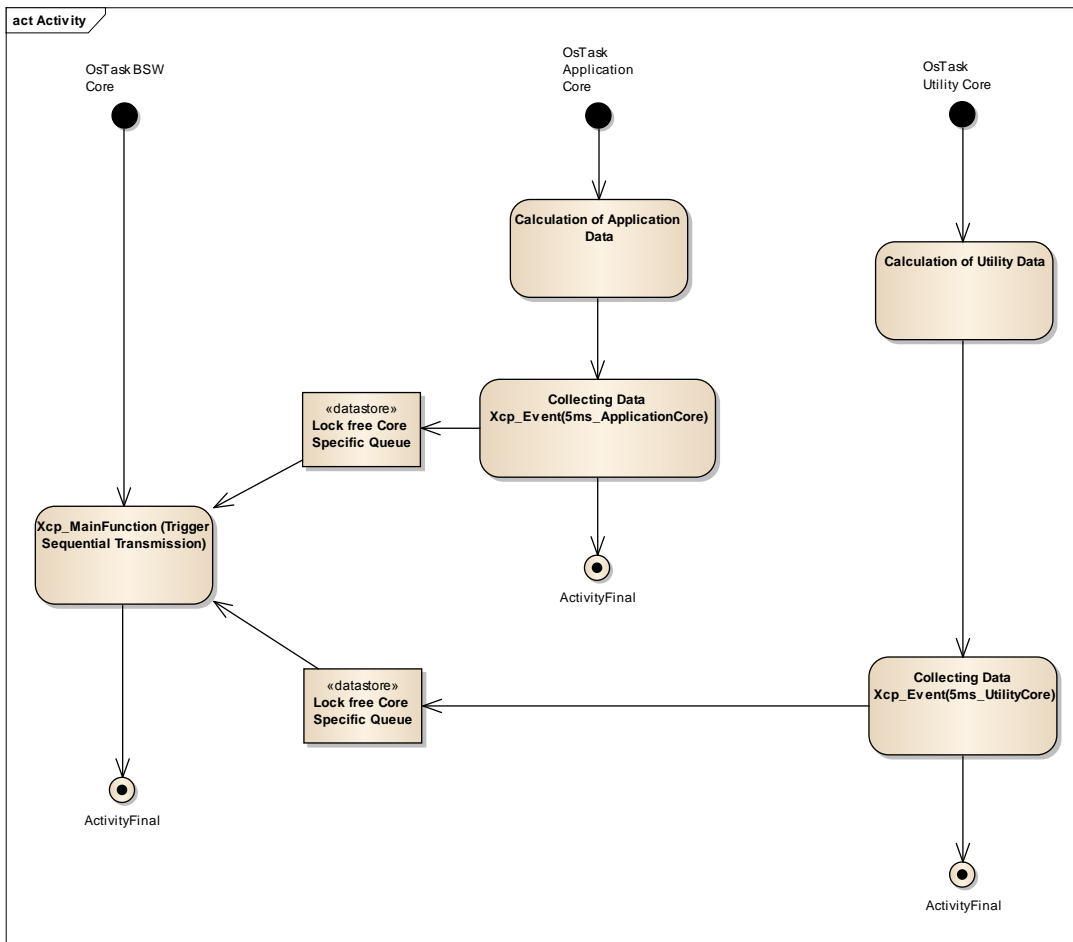 act Activity
OsTask BSW
Core
OsTask
Application
Core
OsTask
Utility Core
Calculation of Application
Data
Calculation of Utility Data
Collecting Data
Xcp_Event(5ms_ApplicationCore)
«datastore»
Lock free Core
Specific Queue
Xcp_MainFunction (Trigger
Sequential Transmission)
ActivityFinal
«datastore»
Lock free Core
Specific Queue
Collecting Data
Xcp_Event(5ms_UtilityCore)
ActivityFinal
ActivityFinal